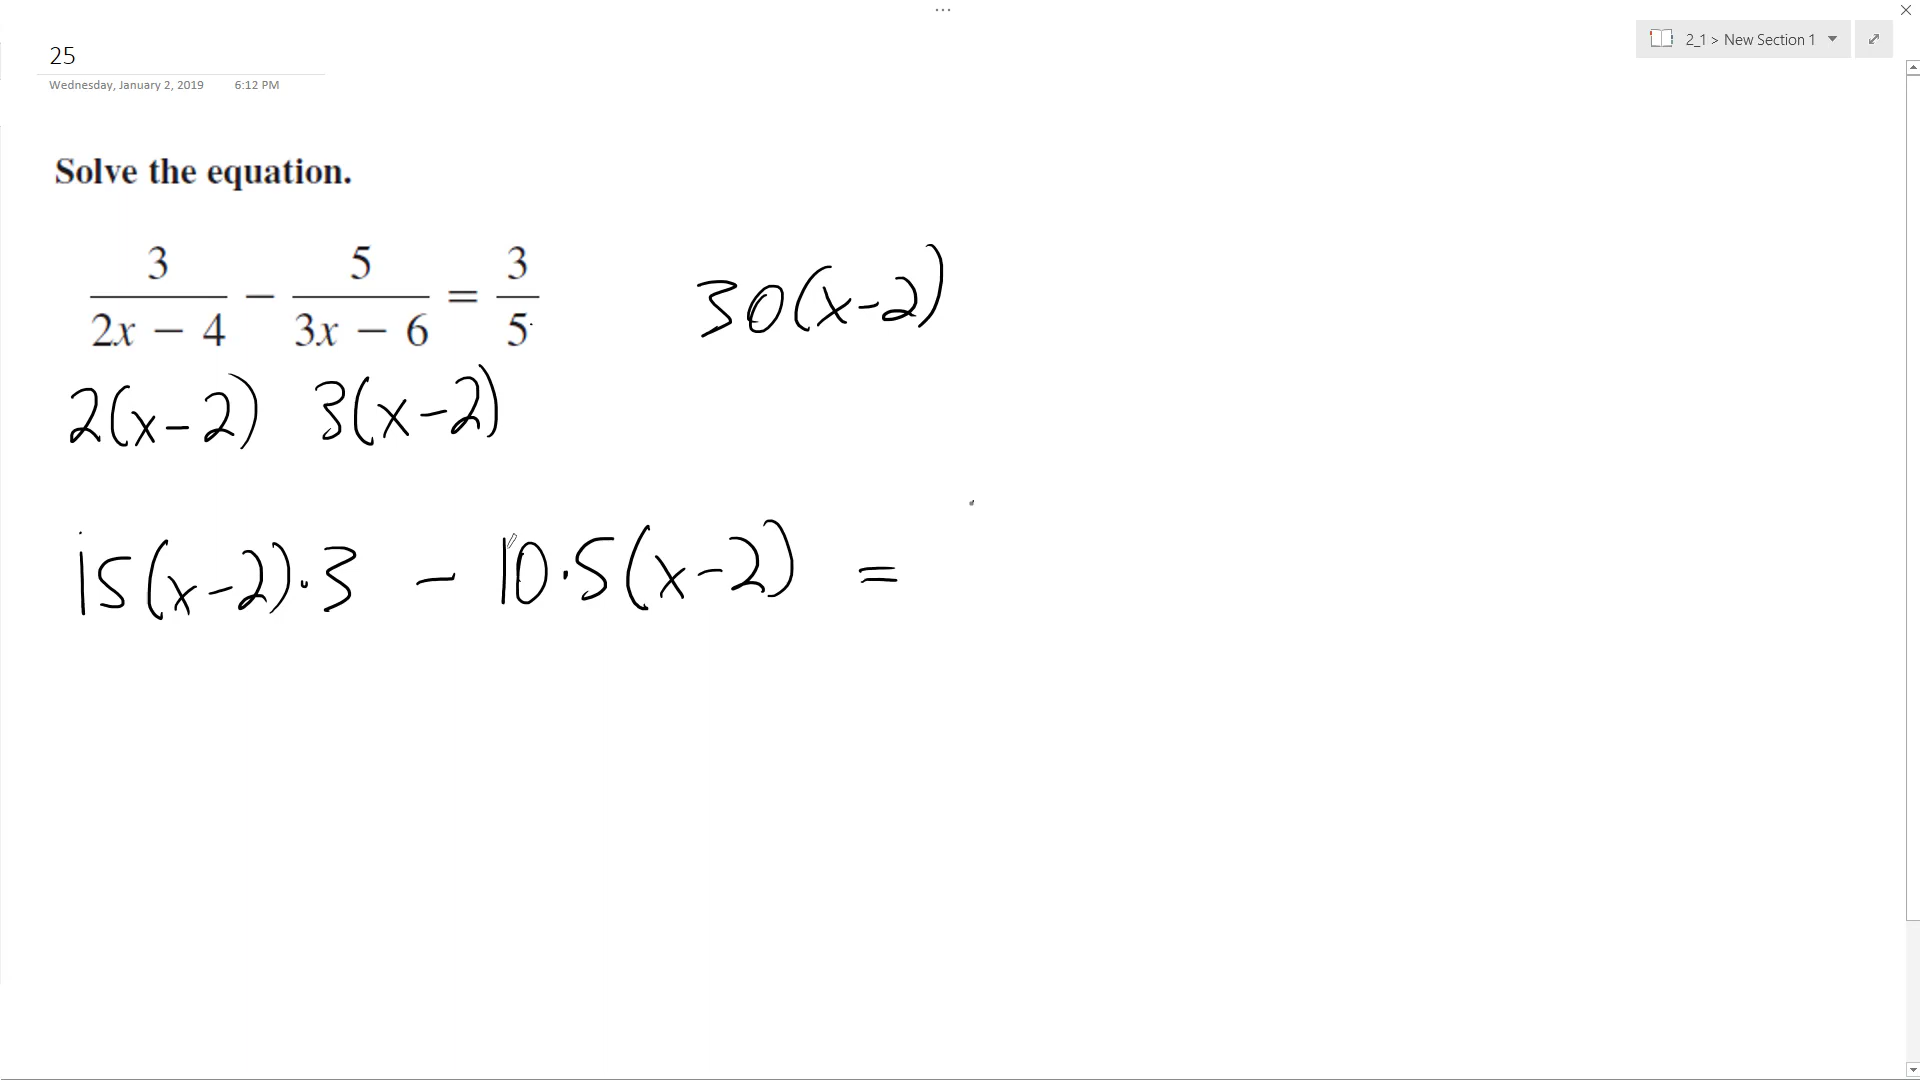 25
2_1 > New Section 1
Wednesday, January 2, 2019 6:12 PM
Solve the equation.
3/(2x − 4) − 5/(3x − 6) = 3/5
30(x-2)
2(x-2) 3(x-2)
15(x-2)·3 - 10·5(x-2) =